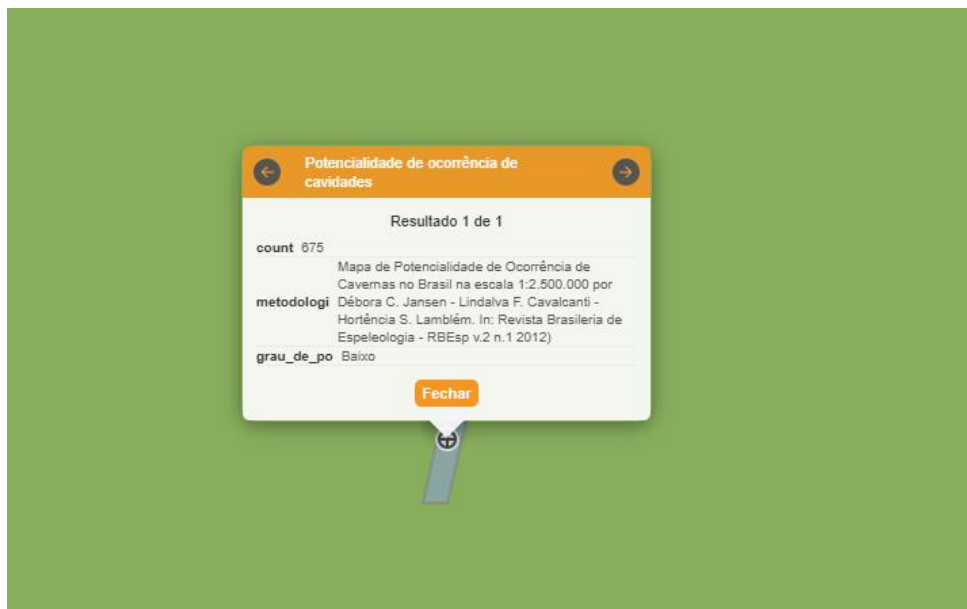 Potencialidade de ocorrência de
cavidades
Resultado 1 de 1
count 675
Mapa de Potencialidade de Ocorrência de
Cavernas no Brasil na escala 1:2.500.000 por
metodologi Débora C. Jansen - Lindalva F. Cavalcanti -
Hortência S. Lamblém. In: Revista Brasileria de
Espeleologia - RBEsp v.2 n.1 2012)
grau_de_po Baixo
Fechar